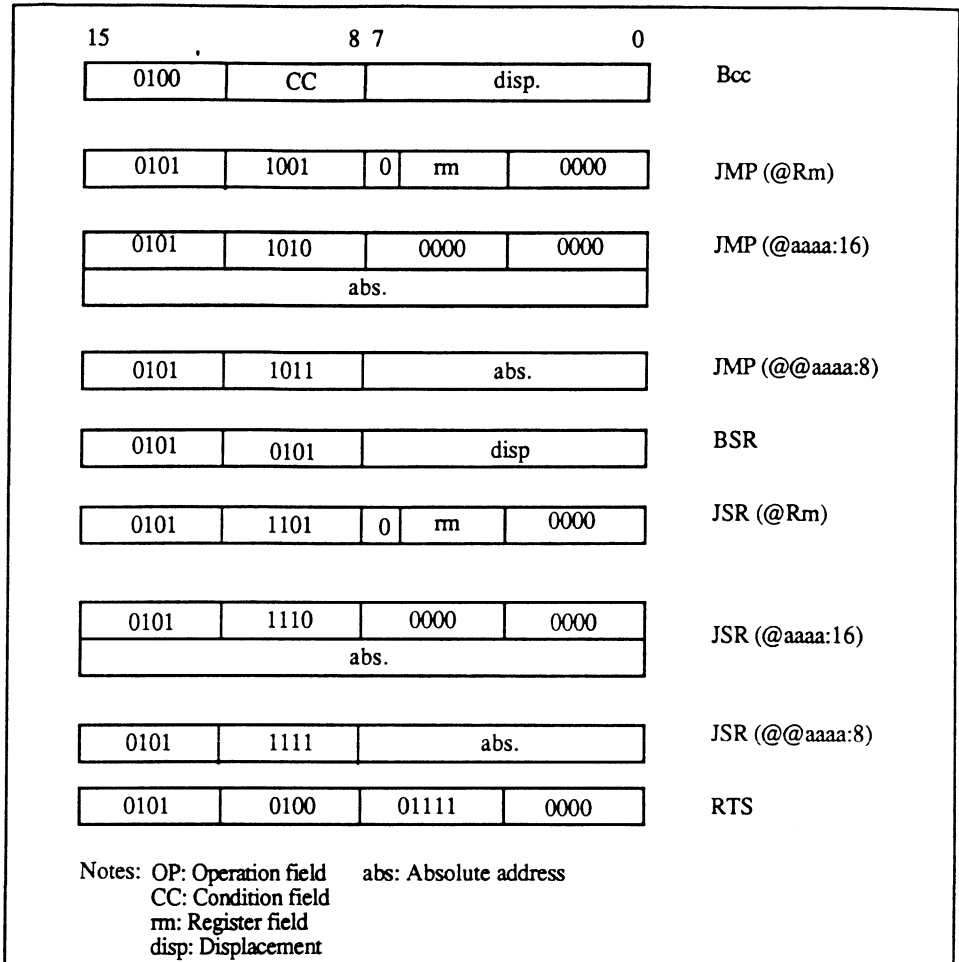 15 8 7 0
0100 CC disp. Bcc
0101 1001 0 rm 0000 JMP (@Rm)
0101 1010 0000 0000 JMP (@aaaa:16)
abs.
0101 1011 abs. JMP (@@aaaa:8)
0101 0101 disp BSR
0101 1101 0 rm 0000 JSR (@Rm)
0101 1110 0000 0000 JSR (@aaaa:16)
abs.
0101 1111 abs. JSR (@@aaaa:8)
0101 0100 01111 0000 RTS
Notes: OP: Operation field abs: Absolute address
CC: Condition field
rm: Register field
disp: Displacement